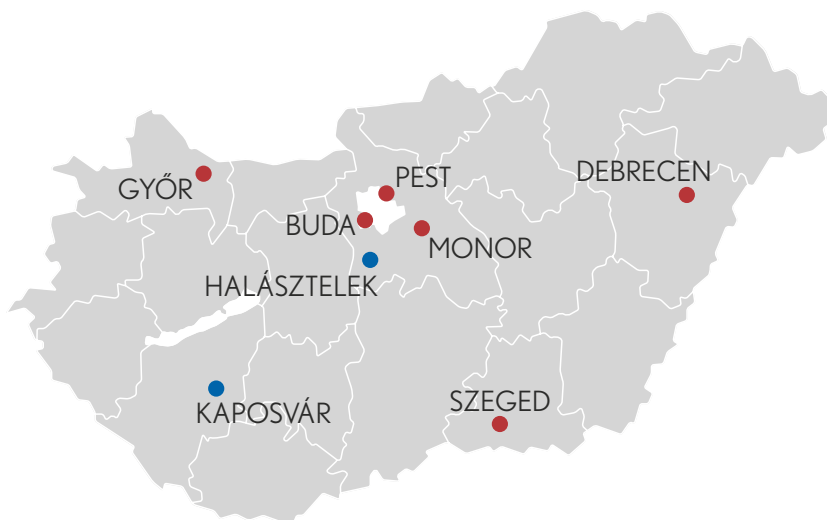 DEBRECEN
PEST
GYŐR
BUDA
MONOR
HALÁSZTELEK
SZEGED
KAPOSVÁR